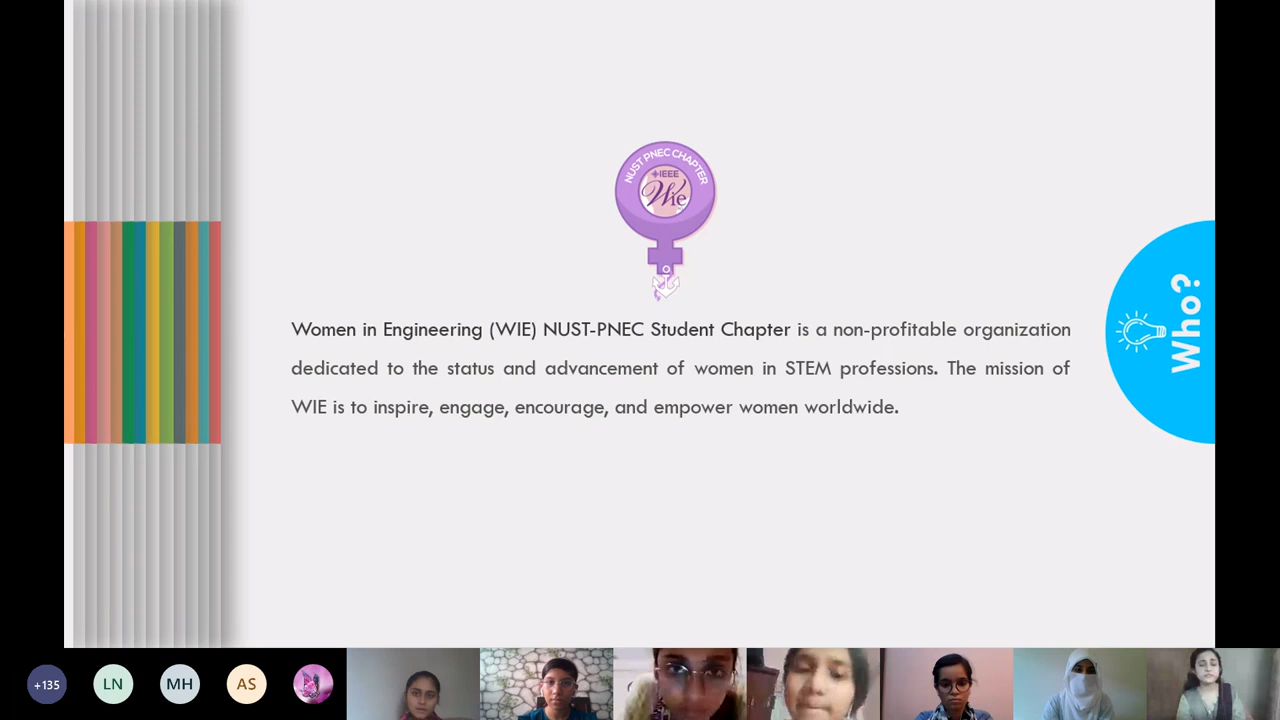 NUST PNEC CHAPTER
IEEE
Wie
Women in Engineering (WIE) NUST-PNEC Student Chapter is a non-profitable organization
dedicated to the status and advancement of women in STEM professions. The mission of
WIE is to inspire, engage, encourage, and empower women worldwide.
Who?
+135
LN
MH
AS